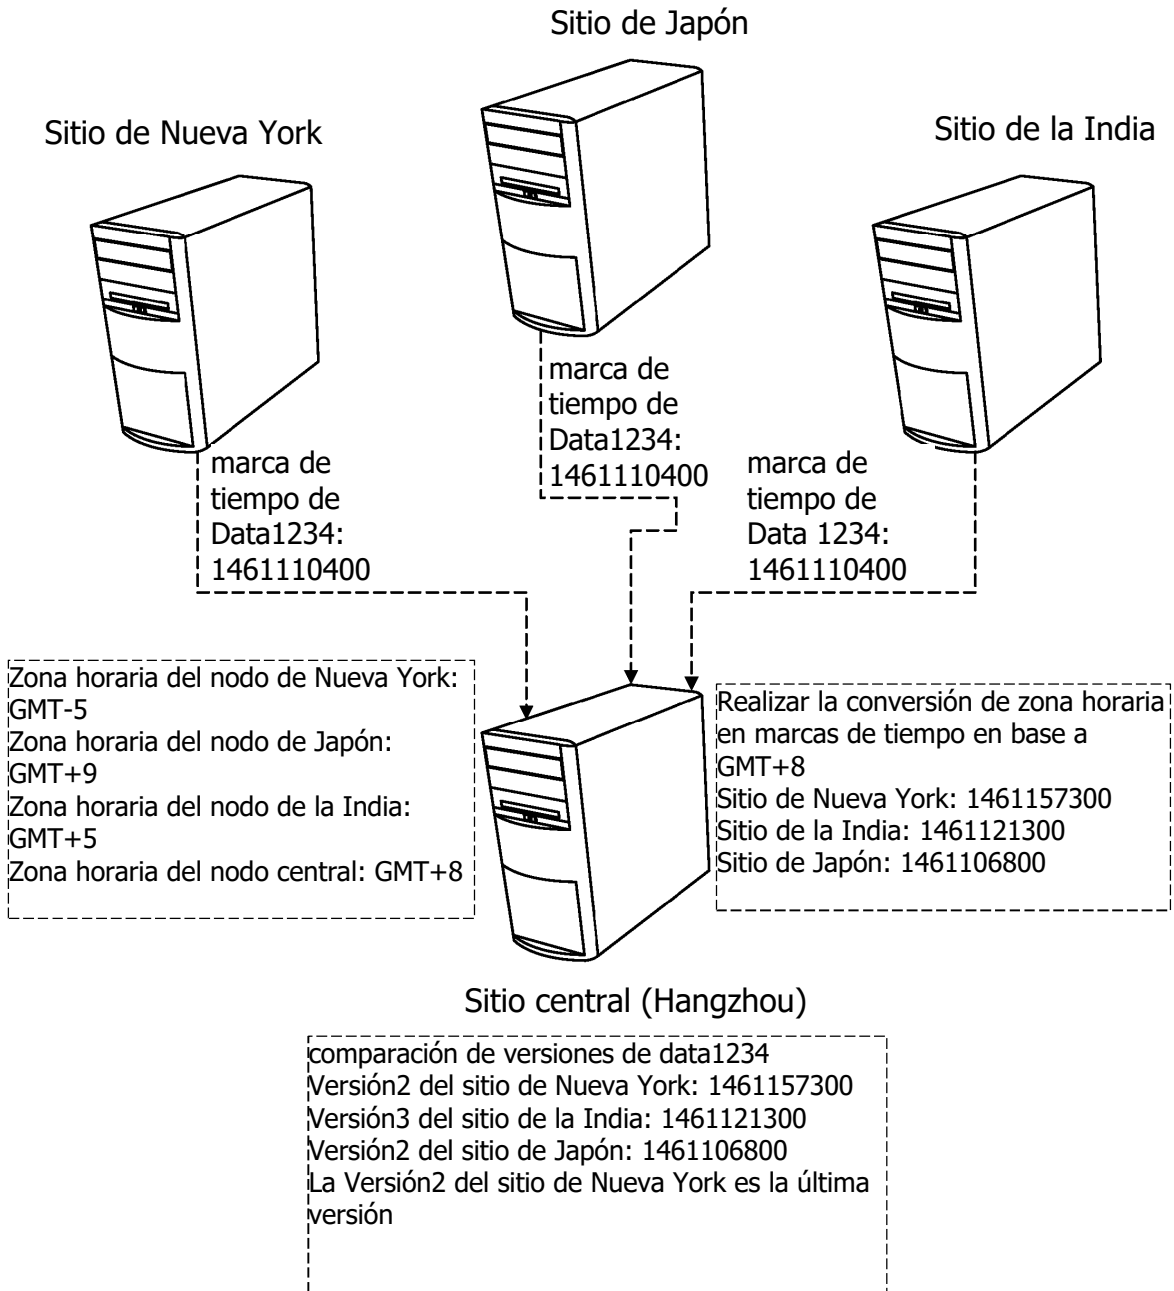 Sitio de Japón
Sitio de Nueva York
Sitio de la India
marca de
tiempo de
Data1234:
1461110400
marca de
tiempo de
Data1234:
1461110400
marca de
tiempo de
Data 1234:
1461110400
Zona horaria del nodo de Nueva York:
GMT-5
Zona horaria del nodo de Japón:
GMT+9
Zona horaria del nodo de la India:
GMT+5
Zona horaria del nodo central: GMT+8
Realizar la conversión de zona horaria
en marcas de tiempo en base a
GMT+8
Sitio de Nueva York: 1461157300
Sitio de la India: 1461121300
Sitio de Japón: 1461106800
Sitio central (Hangzhou)
comparación de versiones de data1234
Versión2 del sitio de Nueva York: 1461157300
Versión3 del sitio de la India: 1461121300
Versión2 del sitio de Japón: 1461106800
La Versión2 del sitio de Nueva York es la última
versión